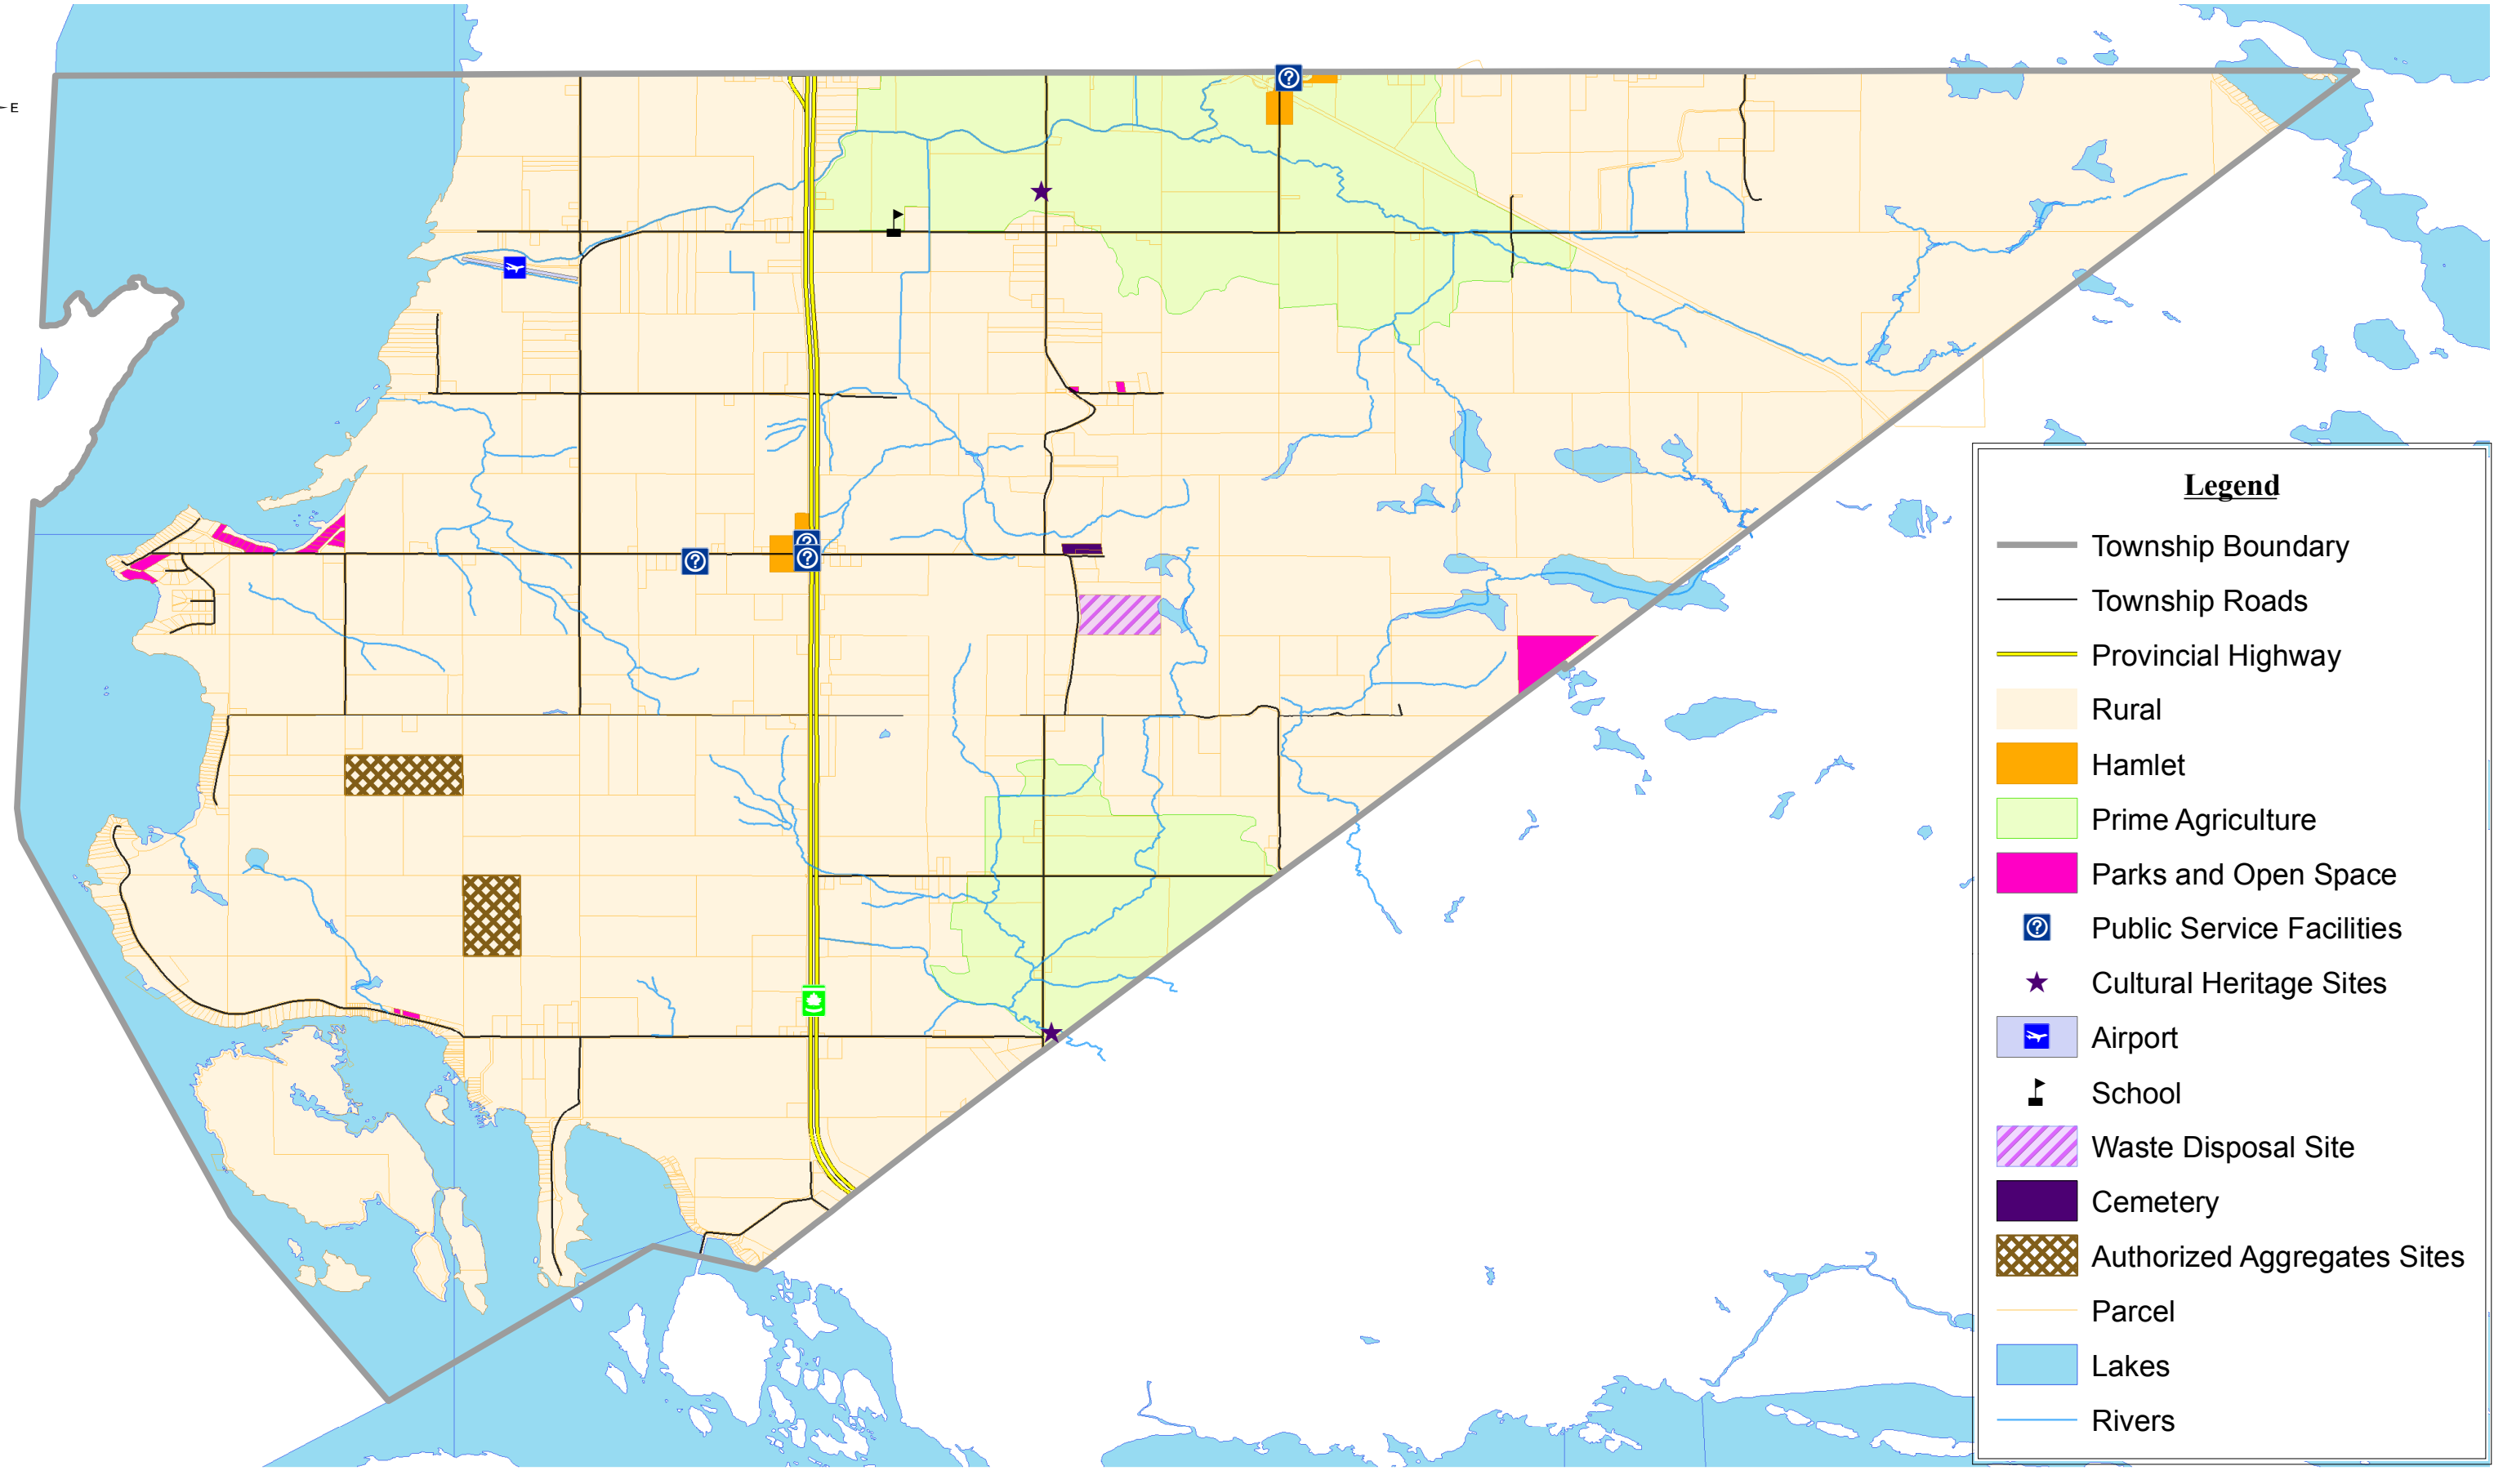 E
Legend
Township Boundary
Township Roads
Provincial Highway
Rural
Hamlet
Prime Agriculture
Parks and Open Space
Public Service Facilities
Cultural Heritage Sites
Airport
School
Waste Disposal Site
Cemetery
Authorized Aggregates Sites
Parcel
Lakes
Rivers